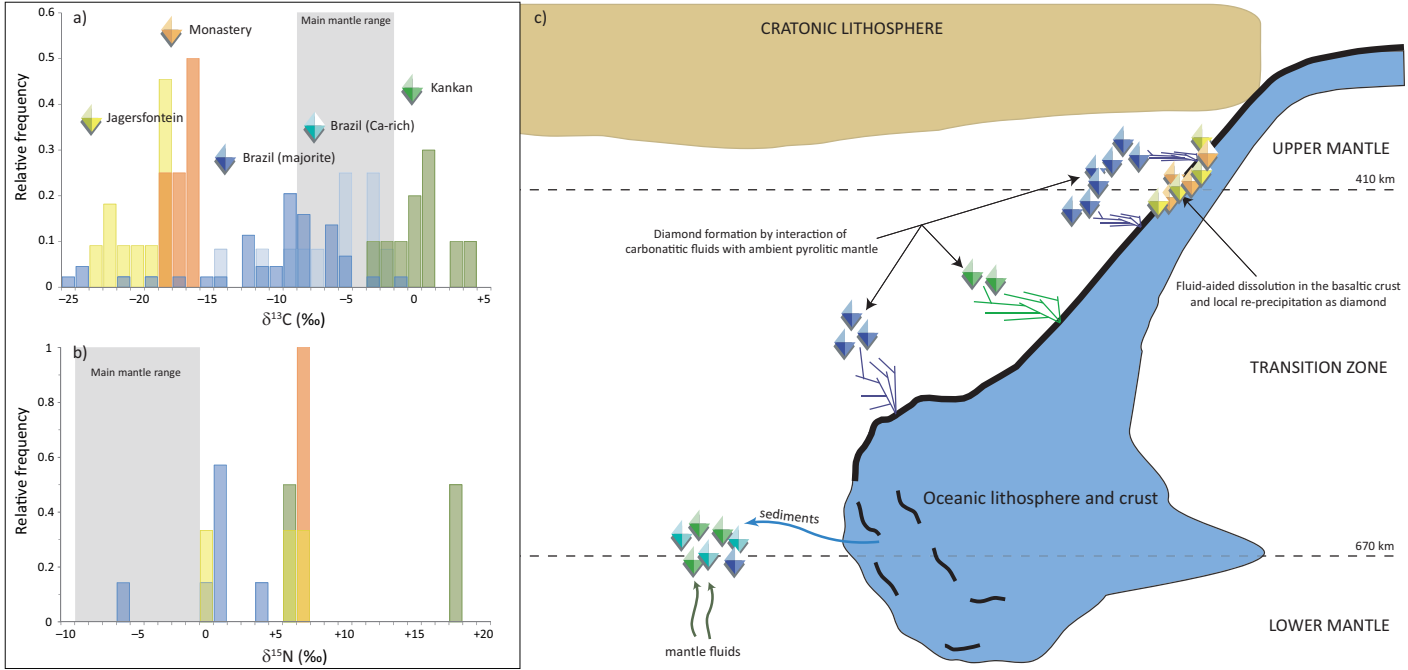 a)
Main mantle range
Monastery
Kankan
Jagersfontein
Brazil (Ca-rich)
Brazil (majorite)
Relative frequency
0.6
0.5
0.4
0.3
0.2
0.1
0
–25
–20
–15
–10
–5
0
+5
δ13C (‰)
b)
Main mantle range
Relative frequency
1
0.8
0.6
0.4
0.2
0
–10
–5
0
+5
+10
+15
+20
δ15N (‰)
c)
CRATONIC LITHOSPHERE
UPPER MANTLE
410 km
Diamond formation by interaction of
carbonatitic fluids with ambient pyrolitic mantle
Fluid-aided dissolution in the basaltic crust
and local re-precipitation as diamond
TRANSITION ZONE
Oceanic lithosphere and crust
sediments
670 km
LOWER MANTLE
mantle fluids